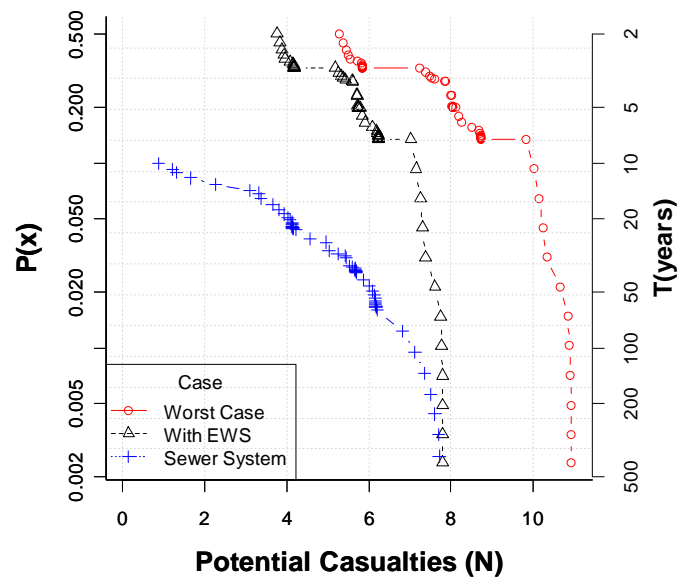 P(x)
0.500
0.200
0.050
0.020
0.005
0.002
T(years)
2
5
10
20
50
100
200
500
Case
Worst Case
With EWS
Sewer System
0 2 4 6 8 10
Potential Casualties (N)